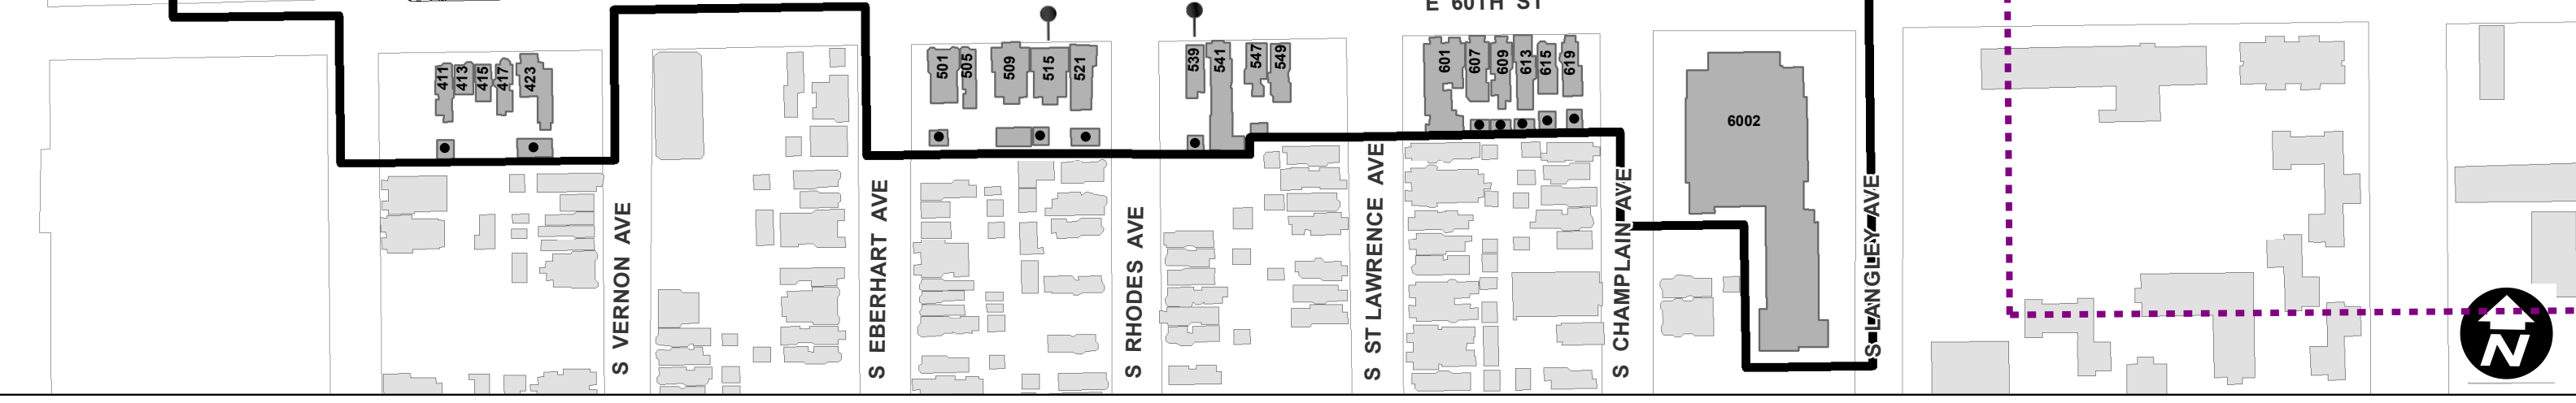 E 60TH ST
411
413
415
417
423
501
505
509
515
521
539
541
547
549
601
607
609
613
615
619
6002
S VERNON AVE
S EBERHART AVE
S RHODES AVE
S ST LAWRENCE AVE
S CHAMPLAIN AVE
S LANGLEY AVE
N